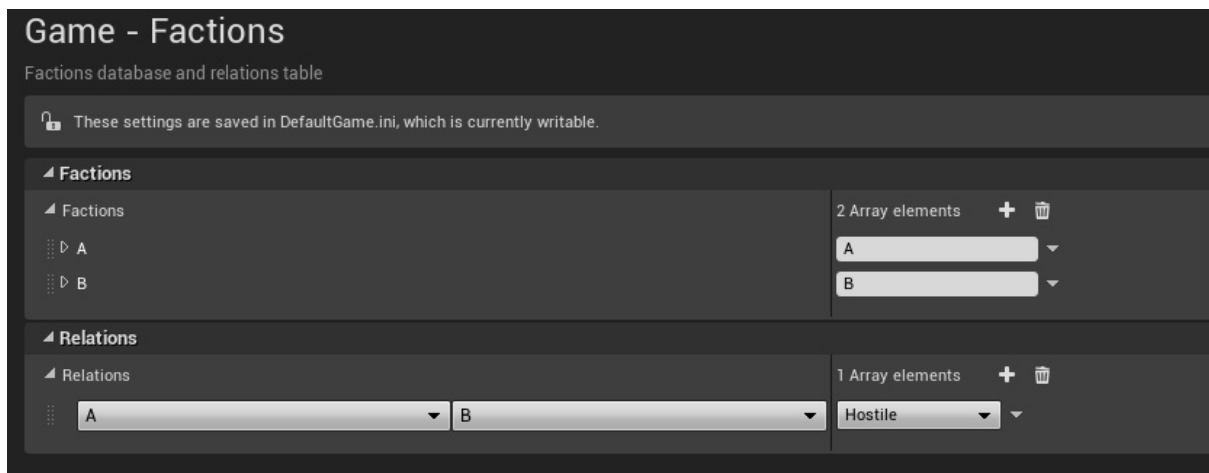 Game - Factions
Factions database and relations table
These settings are saved in DefaultGame.ini, which is currently writable.
Factions
Factions 2 Array elements
A A
B B
Relations
Relations 1 Array elements
A B Hostile